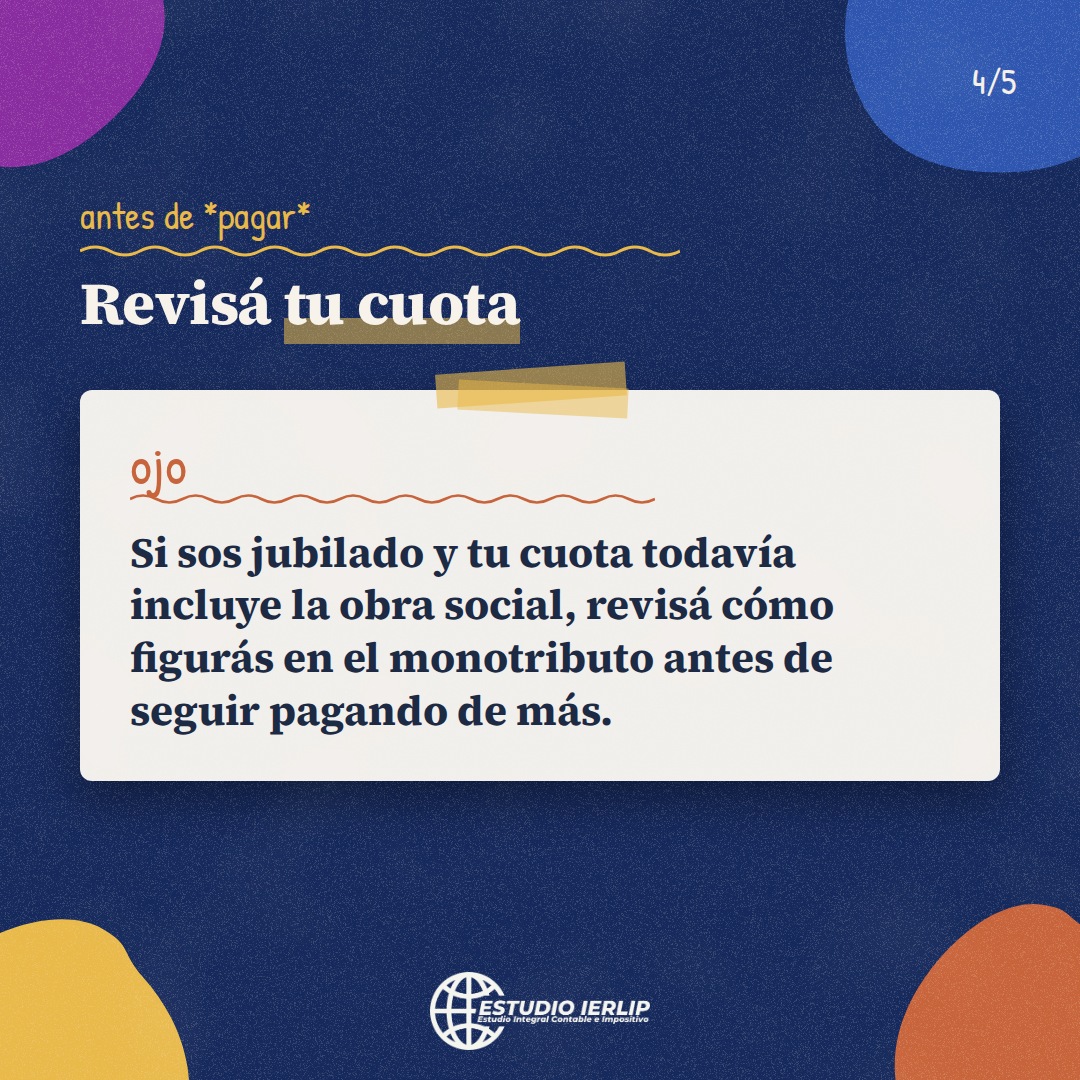 4/5
antes de *pagar*
Revisá tu cuota
ojo
Si sos jubilado y tu cuota todavía
incluye la obra social, revisá cómo
figurás en el monotributo antes de
seguir pagando de más.
ESTUDIO IERLIP
Estudio Integral Contable e Impositivo